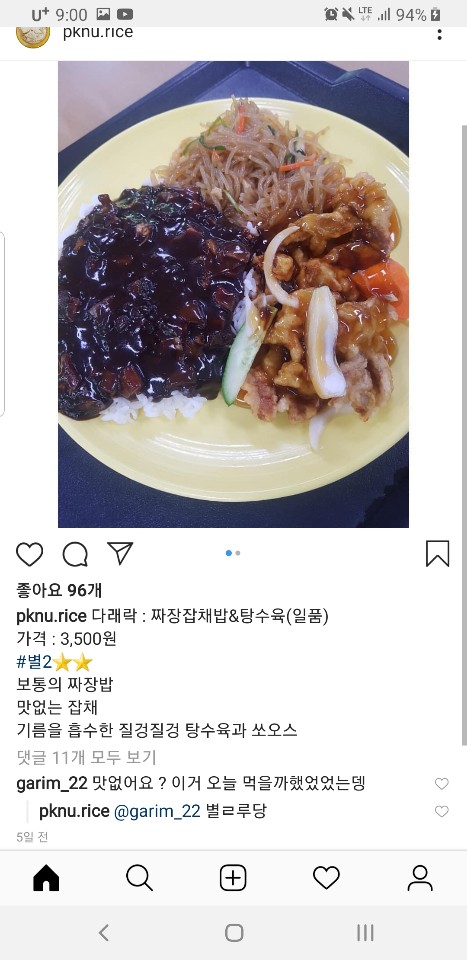 U+ 9:00 LTE 94%
pknu.rice
좋아요 96개
pknu.rice 다래락 : 짜장잡채밥&탕수육(일품)
가격 : 3,500원
#별2⭐⭐
보통의 짜장밥
맛없는 잡채
기름을 흡수한 질겅질겅 탕수육과 쏘오스
댓글 11개 모두 보기
garim_22 맛없어요 ? 이거 오늘 먹을까했었었는뎅
pknu.rice @garim_22 별ㄹ루당
5일 전